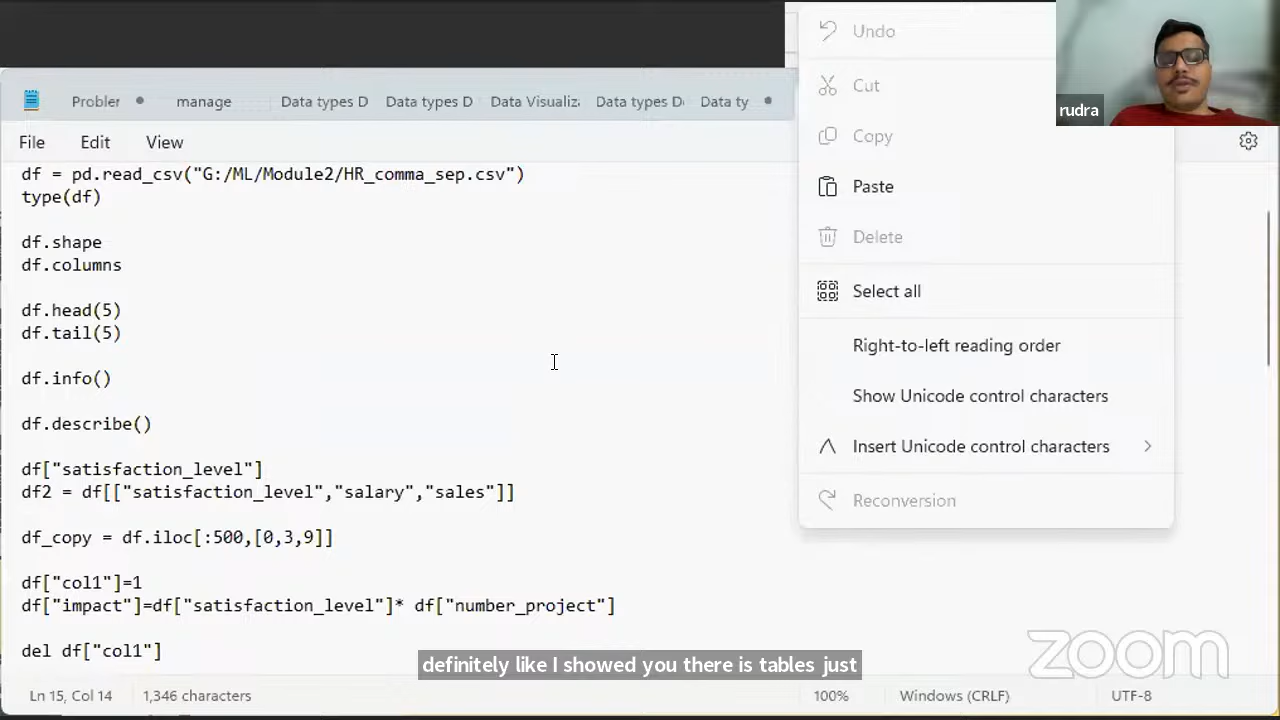 Undo
Cut
Copy
Paste
Delete
Select all
Right-to-left reading order
Show Unicode control characters
Insert Unicode control characters
Reconversion
rudra
Probler
manage
Data types D
Data types D
Data Visualiz
Data types D
Data ty
File
Edit
View
df = pd.read_csv("G:/ML/Module2/HR_comma_sep.csv")
type(df)
df.shape
df.columns
df.head(5)
df.tail(5)
df.info()
df.describe()
df["satisfaction_level"]
df2 = df[["satisfaction_level","salary","sales"]]
df_copy = df.iloc[:500,[0,3,9]]
df["col1"]=1
df["impact"]=df["satisfaction_level"]* df["number_project"]
del df["col1"]
definitely like I showed you there is tables just
zoom
Ln 15, Col 14
1,346 characters
100%
Windows (CRLF)
UTF-8